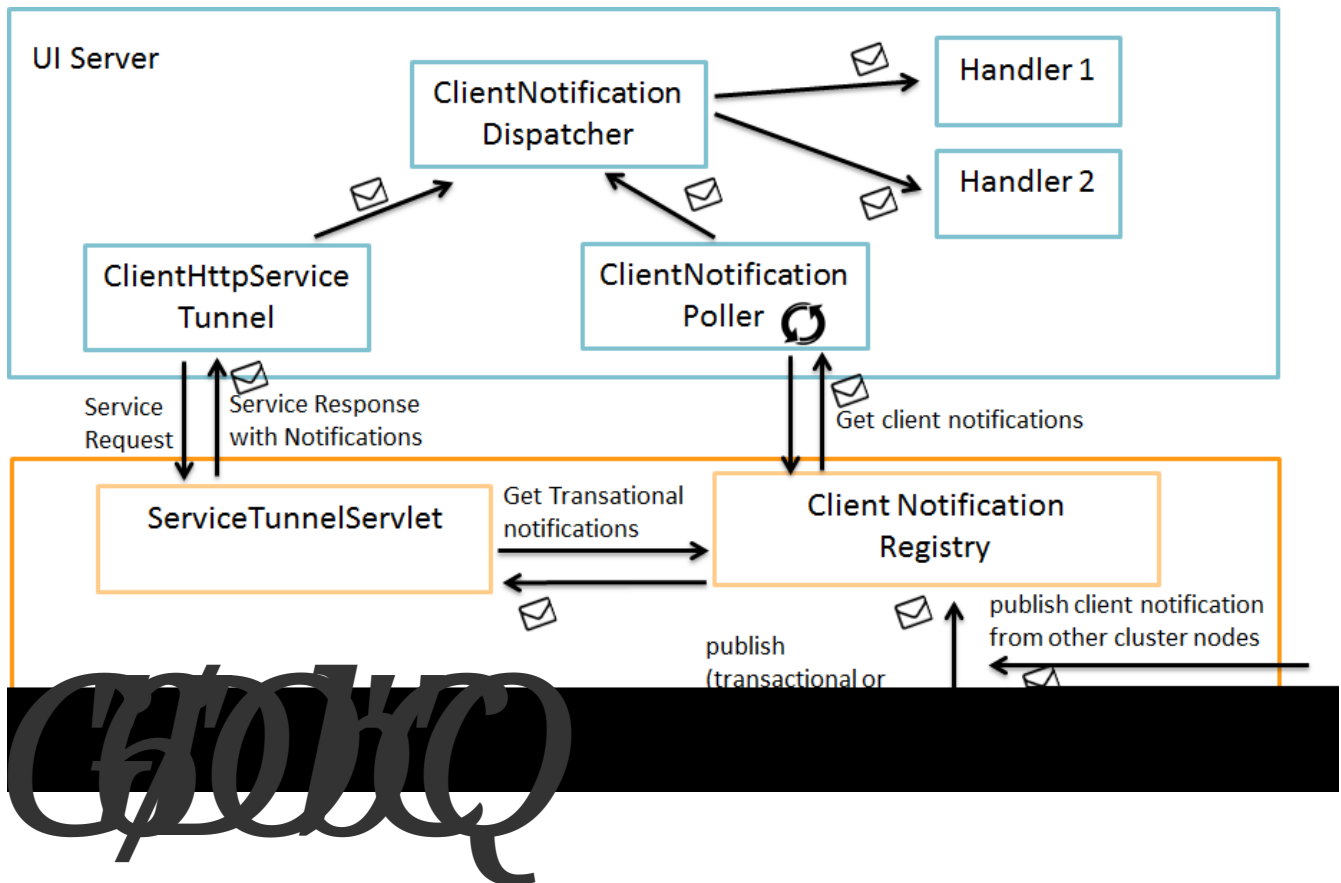 UI Server
ClientNotification
Dispatcher
Handler 1
Handler 2
ClientHttpService
Tunnel
ClientNotification
Poller
Service
Request
Service Response
with Notifications
Get client notifications
ServiceTunnelServlet
Get Transational
notifications
Client Notification
Registry
publish client notification
from other cluster nodes
publish
(transactional or